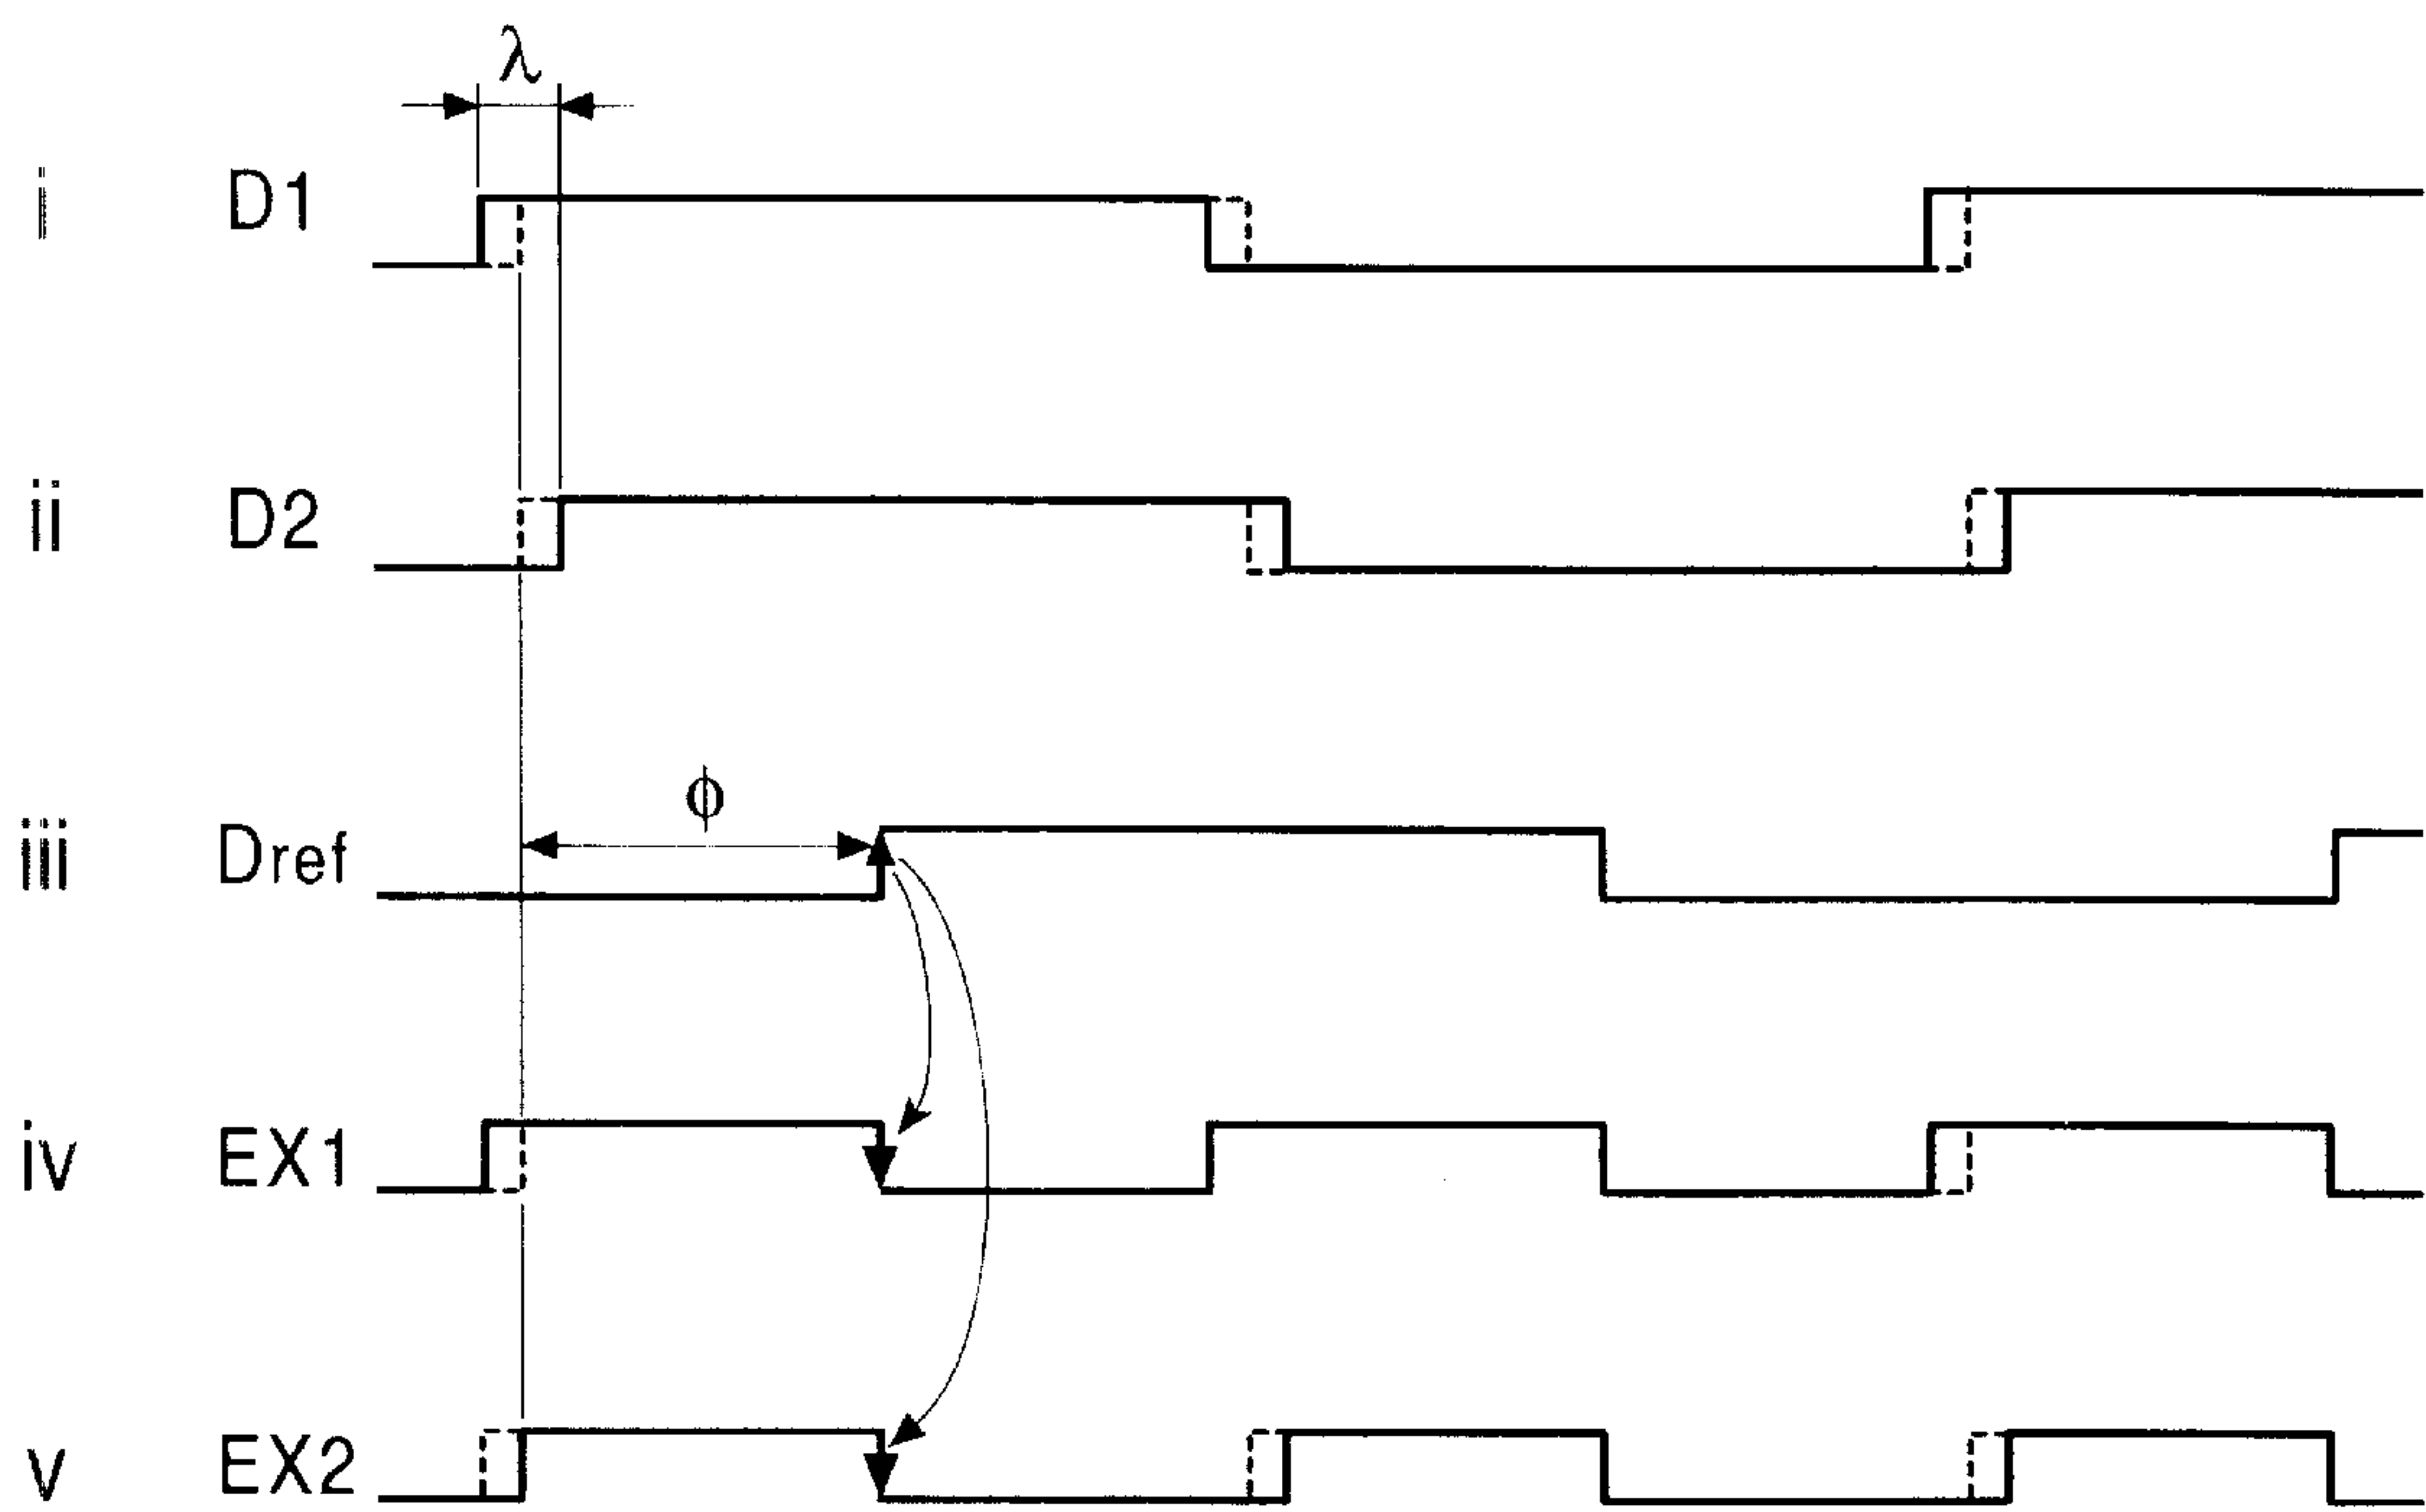 λ
i D1
ii D2
ϕ
iii Dref
iv EX1
v EX2